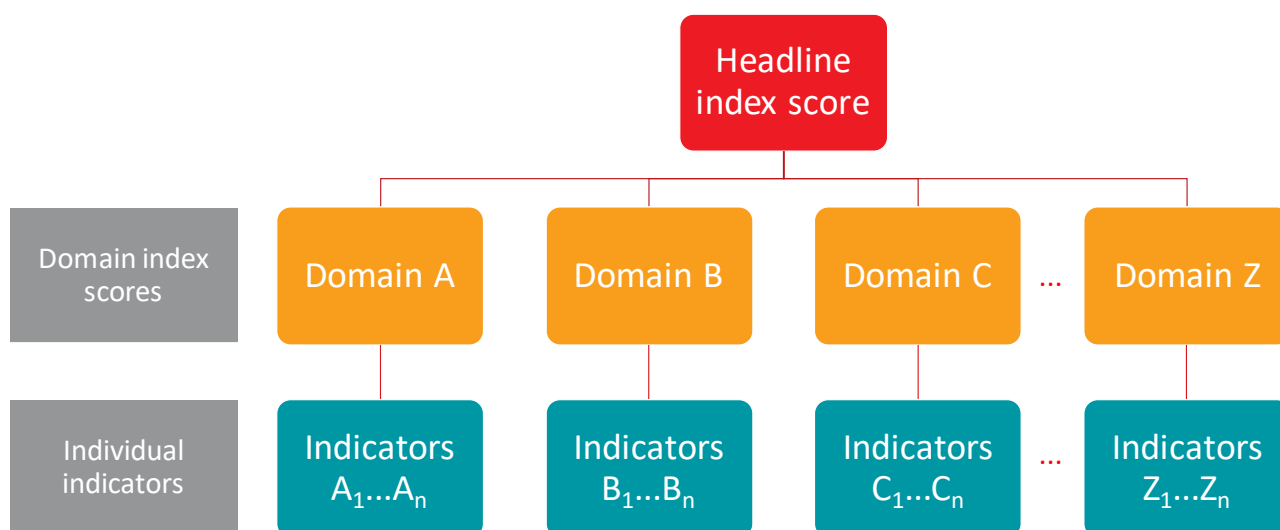 Headline
index score
Domain index
scores
Domain A
Domain B
Domain C
...
Domain Z
Individual
indicators
Indicators
A₁...Aₙ
Indicators
B₁...Bₙ
Indicators
C₁...Cₙ
...
Indicators
Z₁...Zₙ